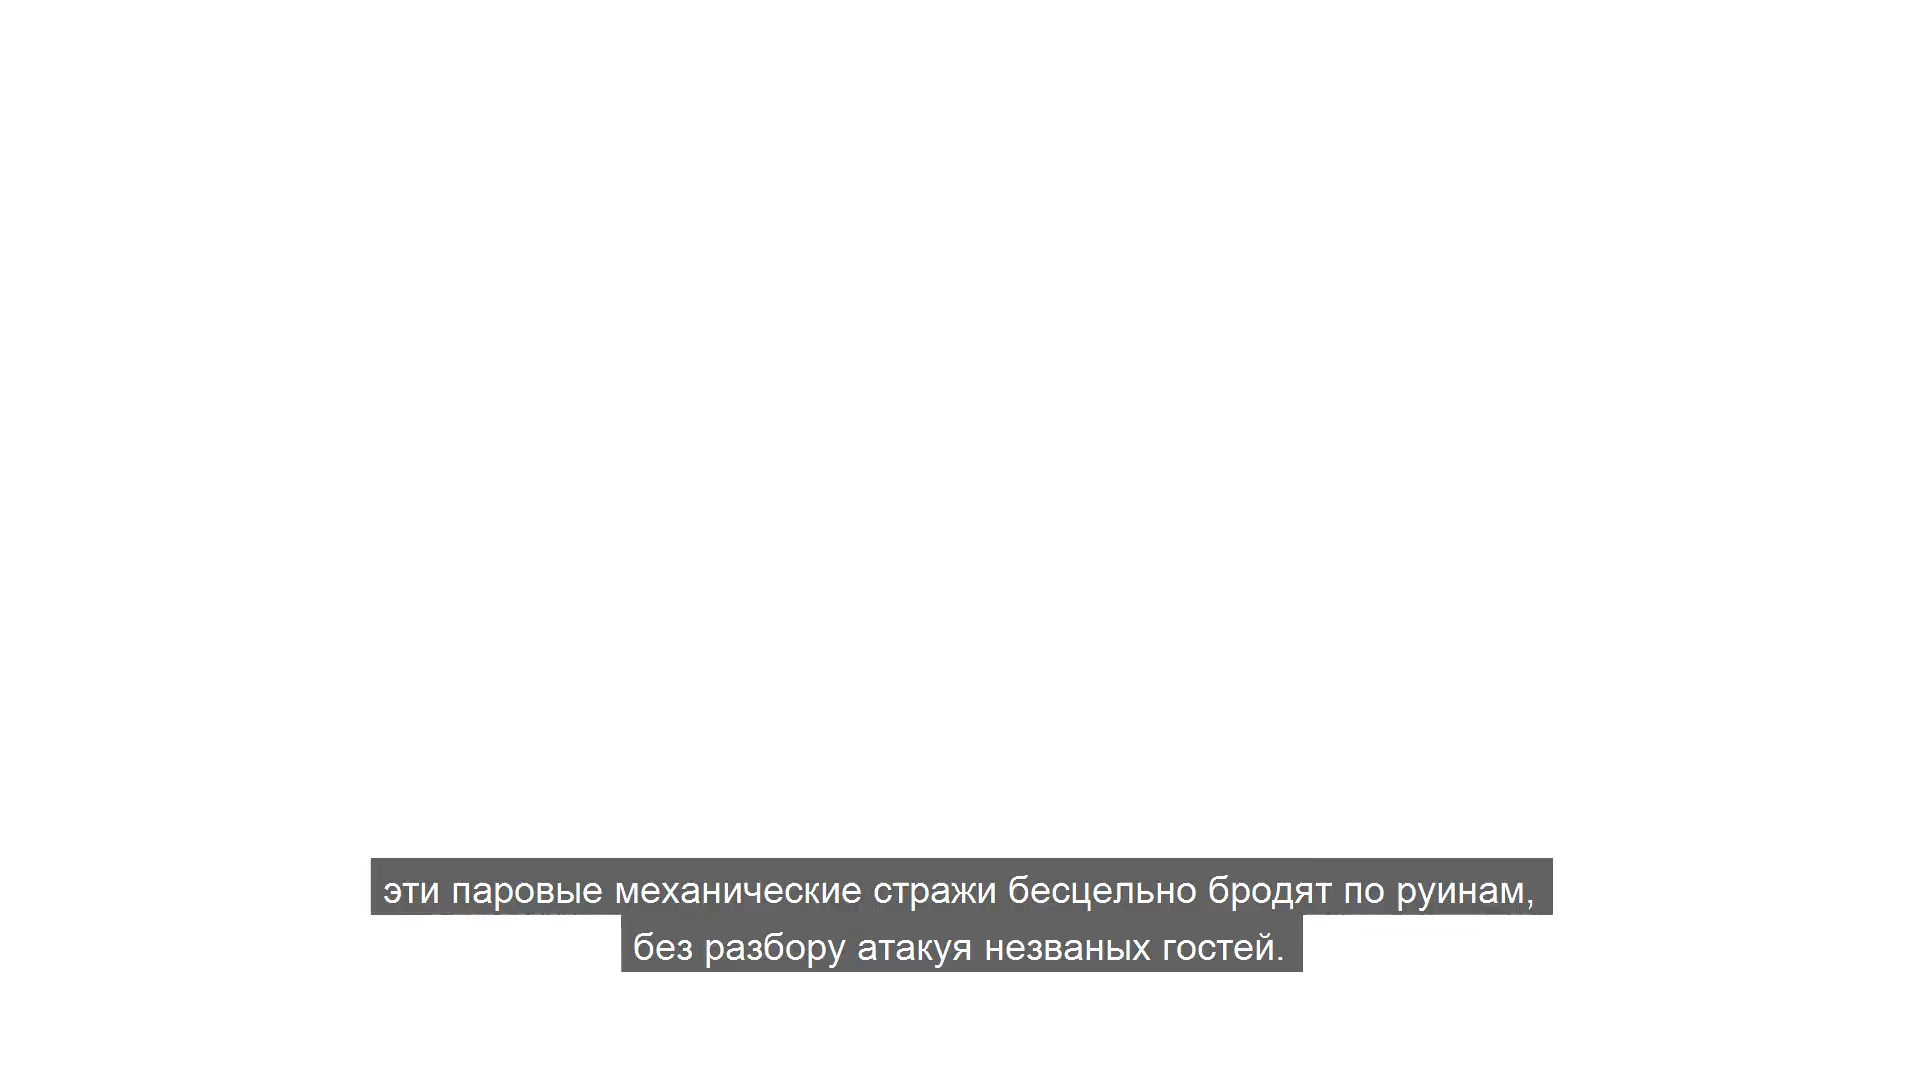 эти паровые механические стражи бесцельно бродят по руинам,
без разбору атакуя незваных гостей.